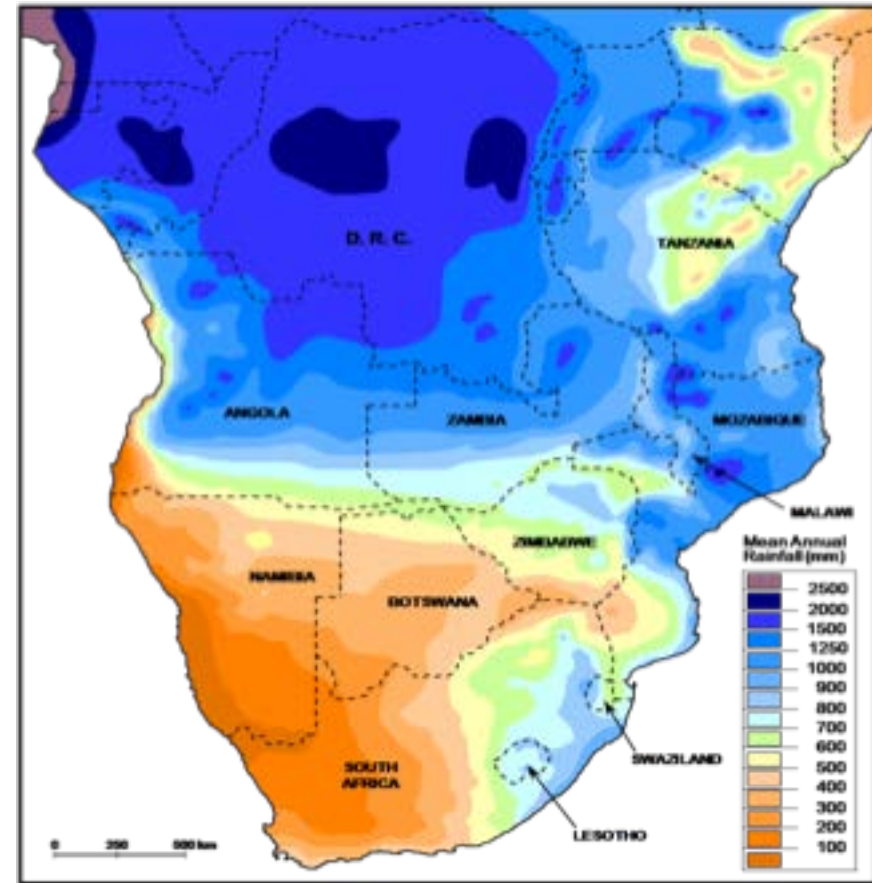 D. R. C.
TANZANIA
ANGOLA
ZAMBIA
MOZABIQUE
MALAWI
ZIMBABWE
NAMIBIA
BOTSWANA
SWAZILAND
SOUTH
AFRICA
LESOTHO
Mean Annual
Rainfall (mm)
2500
2000
1500
1250
1000
900
800
700
600
500
400
300
200
100
0 250 500 km